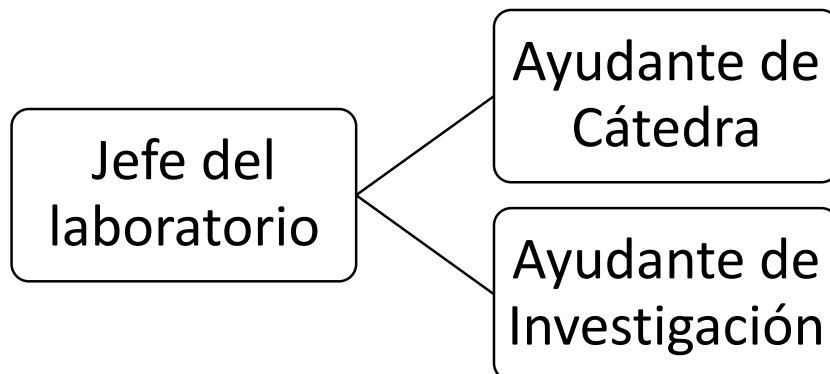 Jefe del
laboratorio
Ayudante de
Cátedra
Ayudante de
Investigación